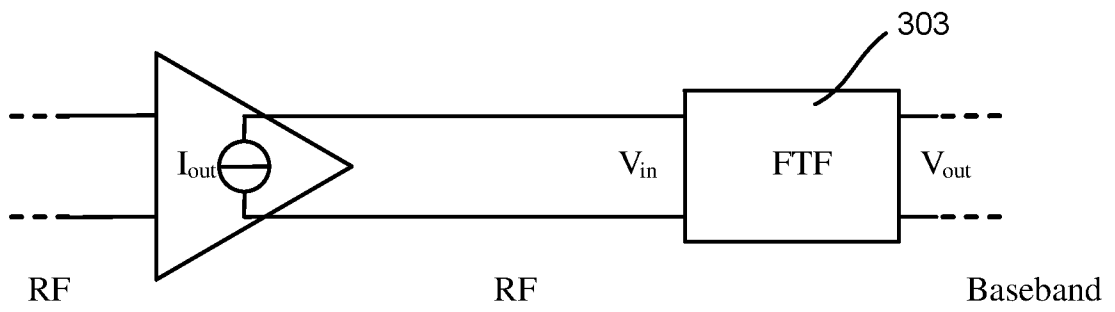 303
Iout
Vin
FTF
Vout
RF
RF
Baseband